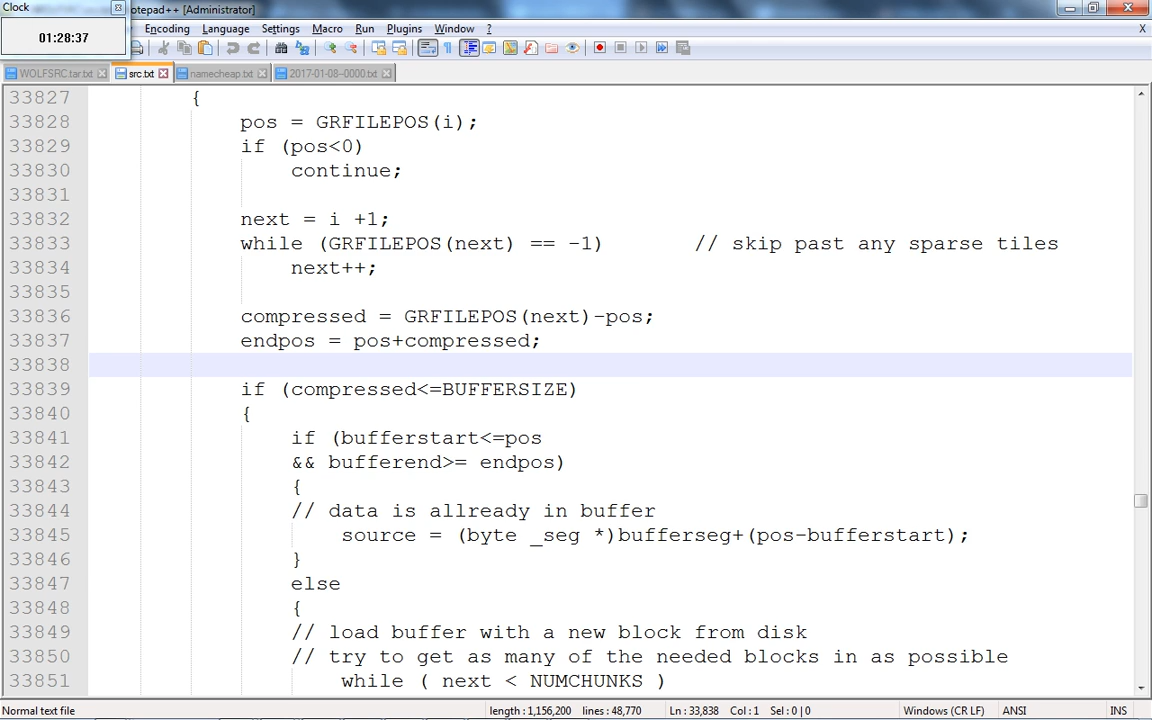 Clock
otepad++ [Administrator]
01:28:37
Encoding Language Settings Macro Run Plugins Window ?
X
WOLFSRC.tar.txt src.txt namecheap.txt 2017-01-08--0000.txt
33827 {
33828 pos = GRFILEPOS(i);
33829 if (pos<0)
33830 continue;
33831
33832 next = i +1;
33833 while (GRFILEPOS(next) == -1) // skip past any sparse tiles
33834 next++;
33835
33836 compressed = GRFILEPOS(next)-pos;
33837 endpos = pos+compressed;
33838
33839 if (compressed<=BUFFERSIZE)
33840 {
33841 if (bufferstart<=pos
33842 && bufferend>= endpos)
33843 {
33844 // data is allready in buffer
33845 source = (byte _seg *)bufferseg+(pos-bufferstart);
33846 }
33847 else
33848 {
33849 // load buffer with a new block from disk
33850 // try to get as many of the needed blocks in as possible
33851 while ( next < NUMCHUNKS )
Normal text file length : 1,156,200 lines : 48,770 Ln : 33,838 Col : 1 Sel : 0 | 0 Windows (CR LF) ANSI INS